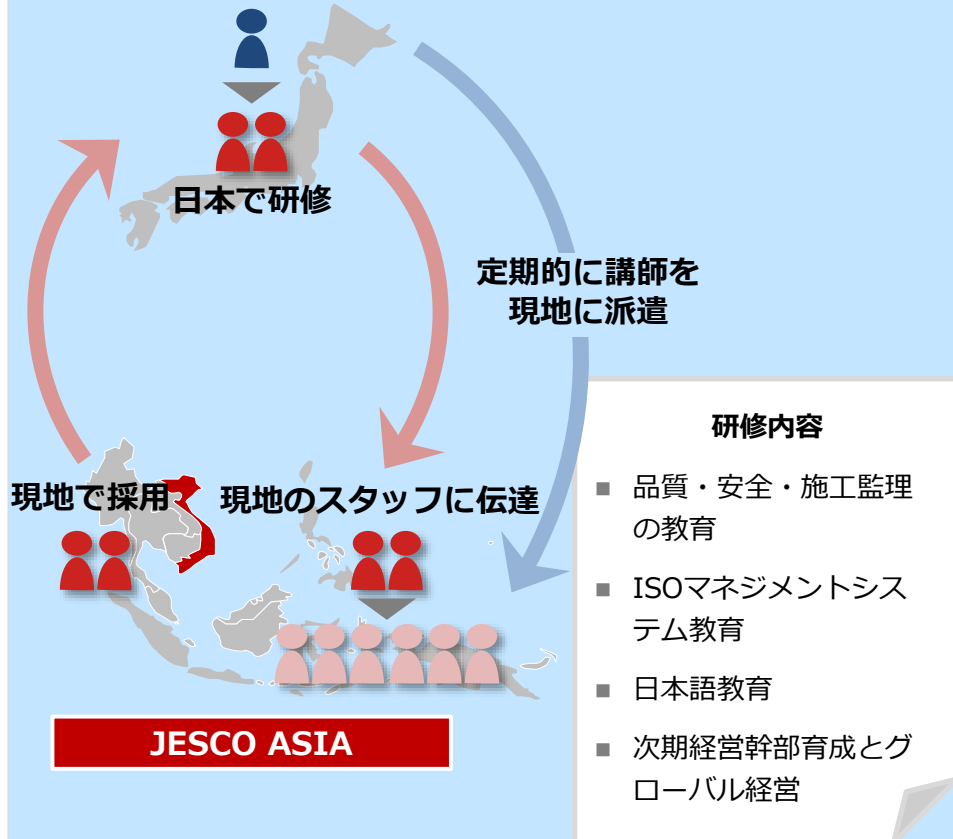 日本で研修
定期的に講師を
現地に派遣
現地で採用
現地のスタッフに伝達
JESCO ASIA
研修内容
■ 品質・安全・施工監理
の教育
■ ISOマネジメントシス
テム教育
■ 日本語教育
■ 次期経営幹部育成とグ
ローバル経営